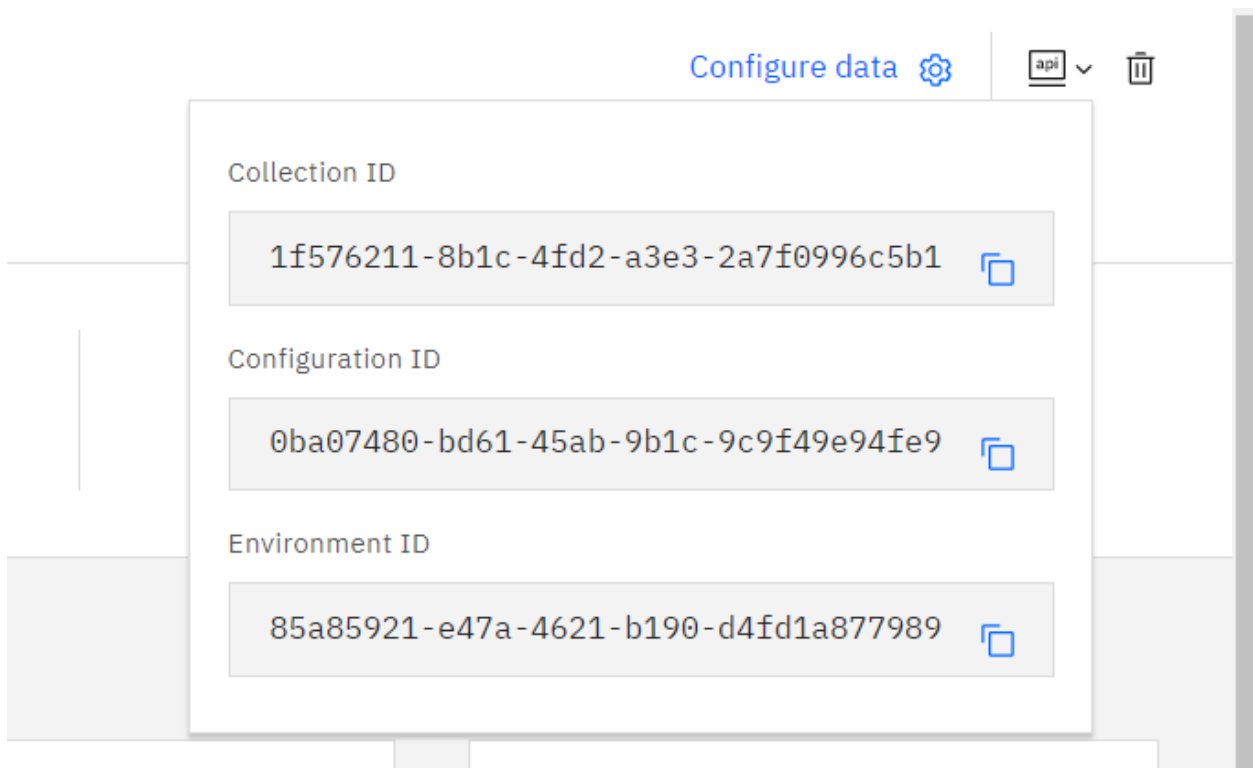 Configure data
api
Collection ID
1f576211-8b1c-4fd2-a3e3-2a7f0996c5b1
Configuration ID
0ba07480-bd61-45ab-9b1c-9c9f49e94fe9
Environment ID
85a85921-e47a-4621-b190-d4fd1a877989